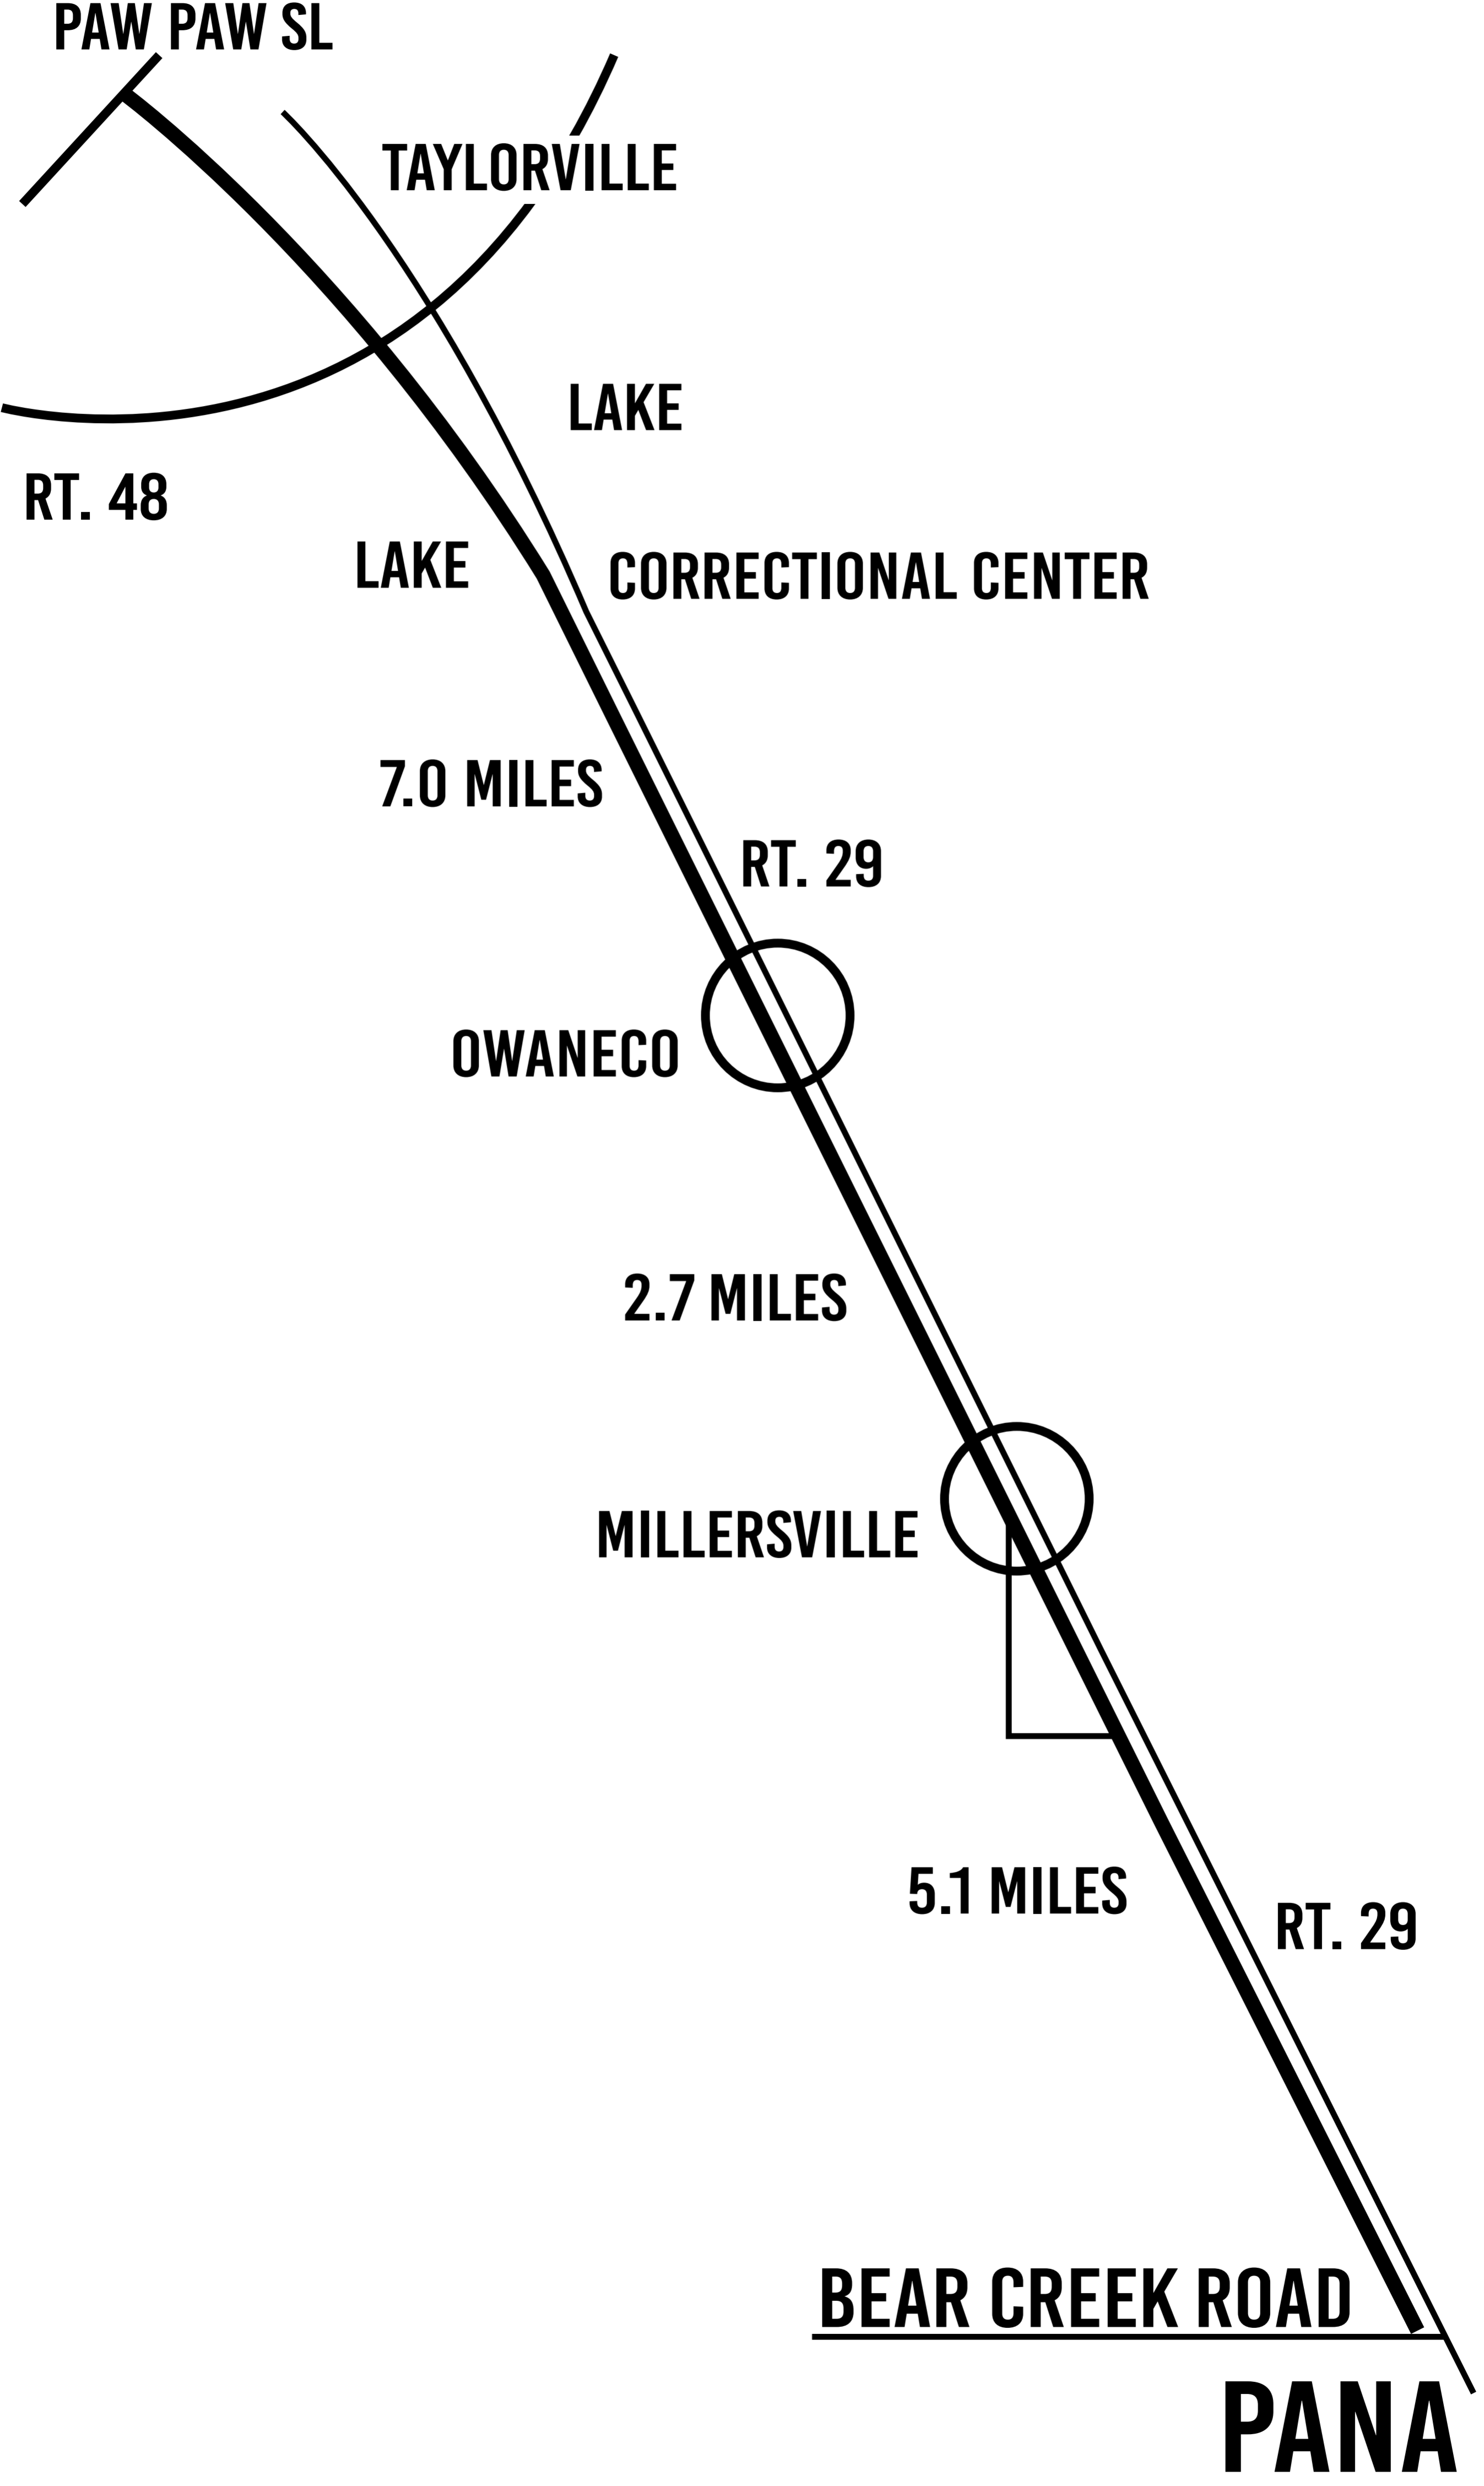 PAW PAW SL
TAYLORVILLE
LAKE
RT. 48
LAKE
CORRECTIONAL CENTER
7.0 MILES
RT. 29
OWANECO
2.7 MILES
MILLERSVILLE
5.1 MILES
RT. 29
BEAR CREEK ROAD
PANA